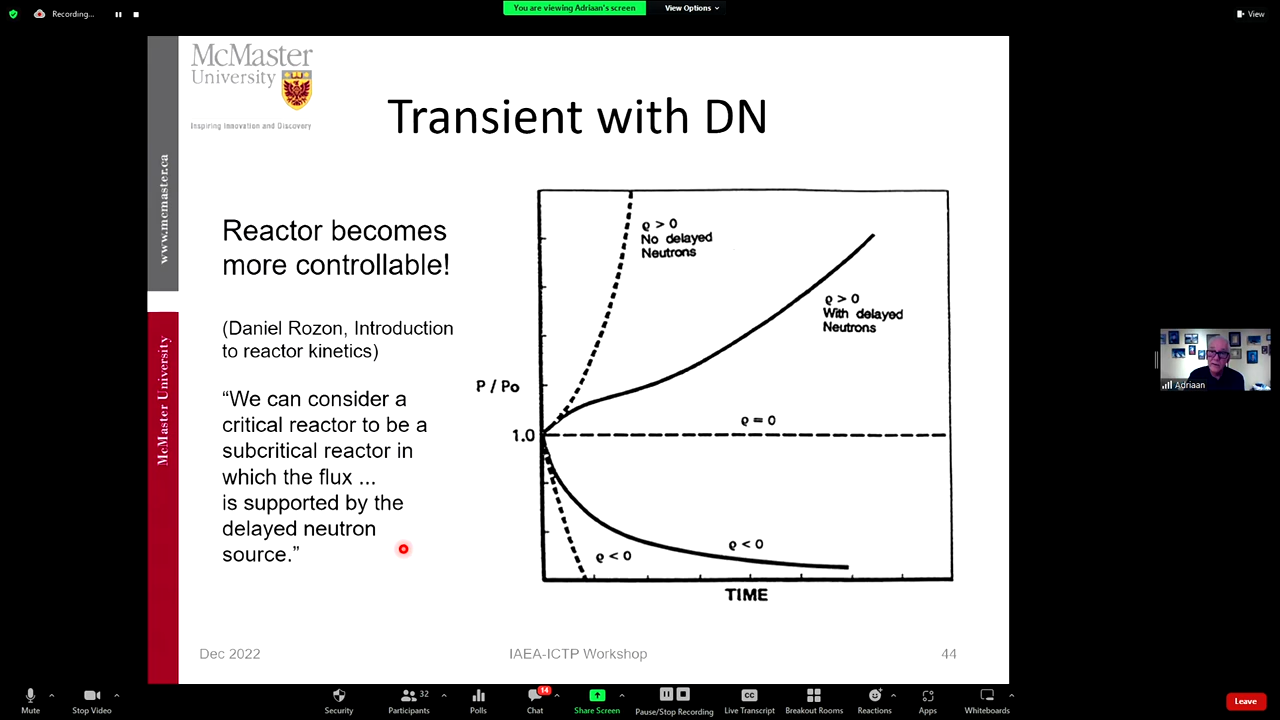 Recording...
You are viewing Adriaan's screen
View Options
View
McMaster
University
Inspiring Innovation and Discovery
www.mcmaster.ca
McMaster University
Transient with DN
Reactor becomes
more controllable!
(Daniel Rozon, Introduction
to reactor kinetics)
“We can consider a
critical reactor to be a
subcritical reactor in
which the flux ...
is supported by the
delayed neutron
source.”
ϱ > 0
No delayed
Neutrons
ϱ > 0
With delayed
Neutrons
P / Po
1.0
ϱ = 0
ϱ < 0
ϱ < 0
TIME
Dec 2022
IAEA-ICTP Workshop
44
Adriaan
Mute
Stop Video
Security
32
Participants
Polls
14
Chat
Share Screen
Pause/Stop Recording
CC
Live Transcript
Breakout Rooms
Reactions
Apps
Whiteboards
Leave